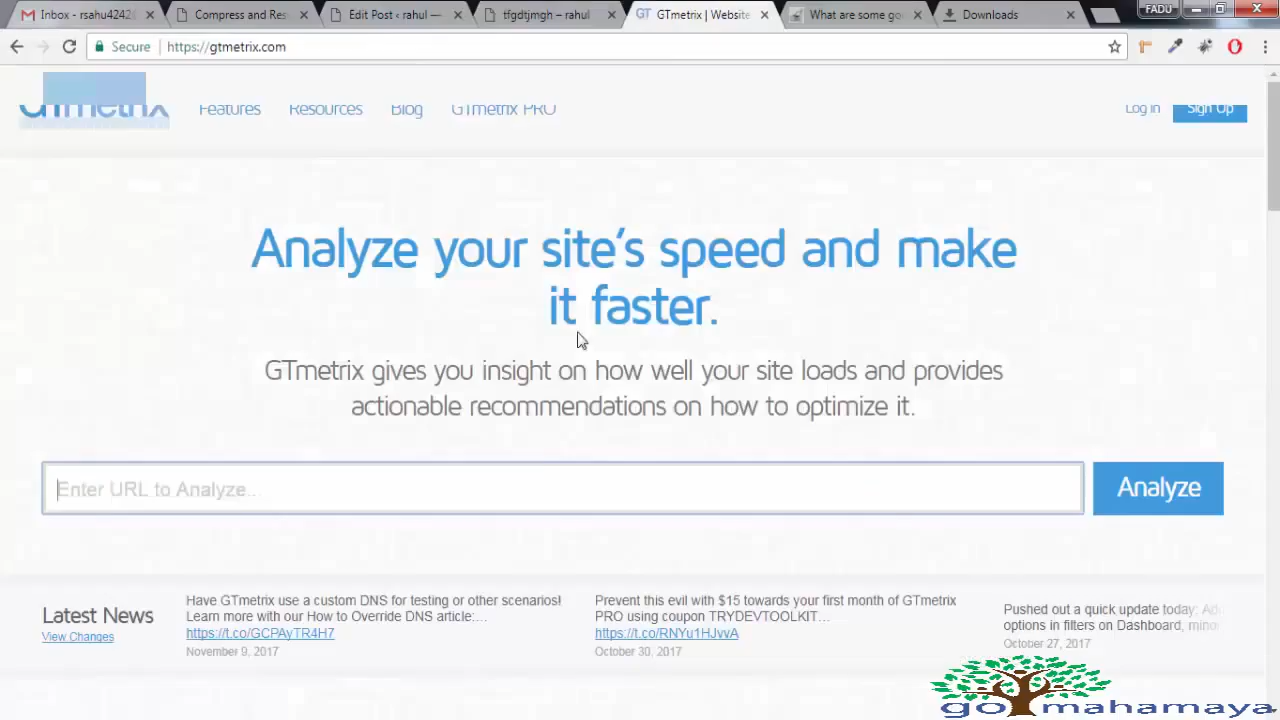 Inbox - rsahu4242
Compress and Res
Edit Post ‹ rahul —
tfgdtjmgh – rahul
GTmetrix | Website
What are some go
Downloads
FADU
Secure
https://gtmetrix.com
GTmetrix
Features
Resources
Blog
GTmetrix PRO
Log in
Sign Up
Analyze your site's speed and make
it faster.
GTmetrix gives you insight on how well your site loads and provides
actionable recommendations on how to optimize it.
Enter URL to Analyze...
Analyze
Latest News
View Changes
Have GTmetrix use a custom DNS for testing or other scenarios!
Learn more with our How to Override DNS article:...
https://t.co/GCPAyTR4H7
November 9, 2017
Prevent this evil with $15 towards your first month of GTmetrix
PRO using coupon TRYDEVTOOLKIT...
https://t.co/RNYu1HJvvA
October 30, 2017
Pushed out a quick update today:
options in filters on Dashboard,
October 27, 2017
go mahamaya